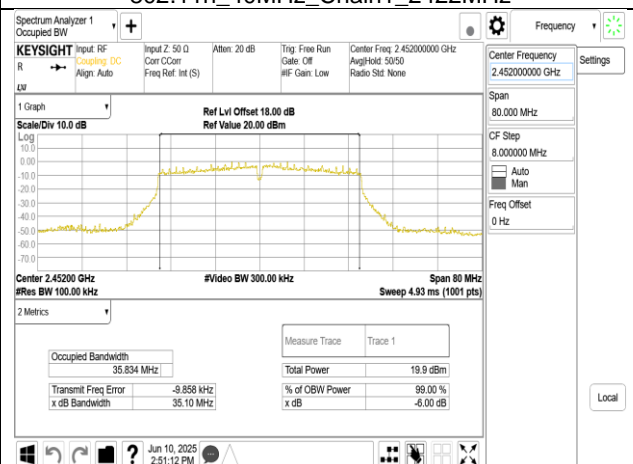 802.11n_40MHz_Chain1_2422MHz
Spectrum Analyzer 1
Occupied BW
Frequency
KEYSIGHT
R
Input: RF
Coupling: DC
Align: Auto
Input Z: 50 Ω
Corr CCorr
Freq Ref: Int (S)
Atten: 20 dB
Trig: Free Run
Gate: Off
#IF Gain: Low
Center Freq: 2.452000000 GHz
Avg|Hold: 50/50
Radio Std: None
LXI
Center Frequency
2.452000000 GHz
Settings
Span
80.000 MHz
CF Step
8.000000 MHz
Auto
Man
Freq Offset
0 Hz
Local
1 Graph
Scale/Div 10.0 dB
Ref Lvl Offset 18.00 dB
Ref Value 20.00 dBm
Log
10.0
0.00
-10.0
-20.0
-30.0
-40.0
-50.0
-60.0
-70.0
Center 2.45200 GHz
#Video BW 300.00 kHz
Span 80 MHz
#Res BW 100.00 kHz
Sweep 4.93 ms (1001 pts)
2 Metrics
Measure Trace Trace 1
Occupied Bandwidth
35.834 MHz
Total Power 19.9 dBm
Transmit Freq Error -9.858 kHz
% of OBW Power 99.00 %
x dB Bandwidth 35.10 MHz
x dB -6.00 dB
?
Jun 10, 2025
2:51:12 PM